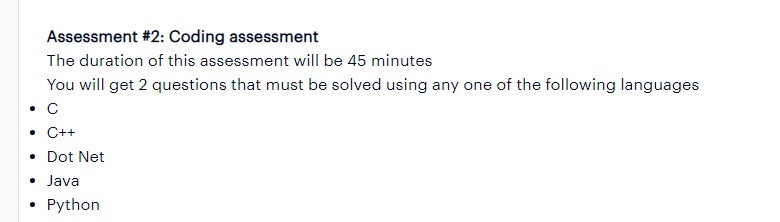 Assessment #2: Coding assessment
The duration of this assessment will be 45 minutes
You will get 2 questions that must be solved using any one of the following languages
• C
• C++
• Dot Net
• Java
• Python